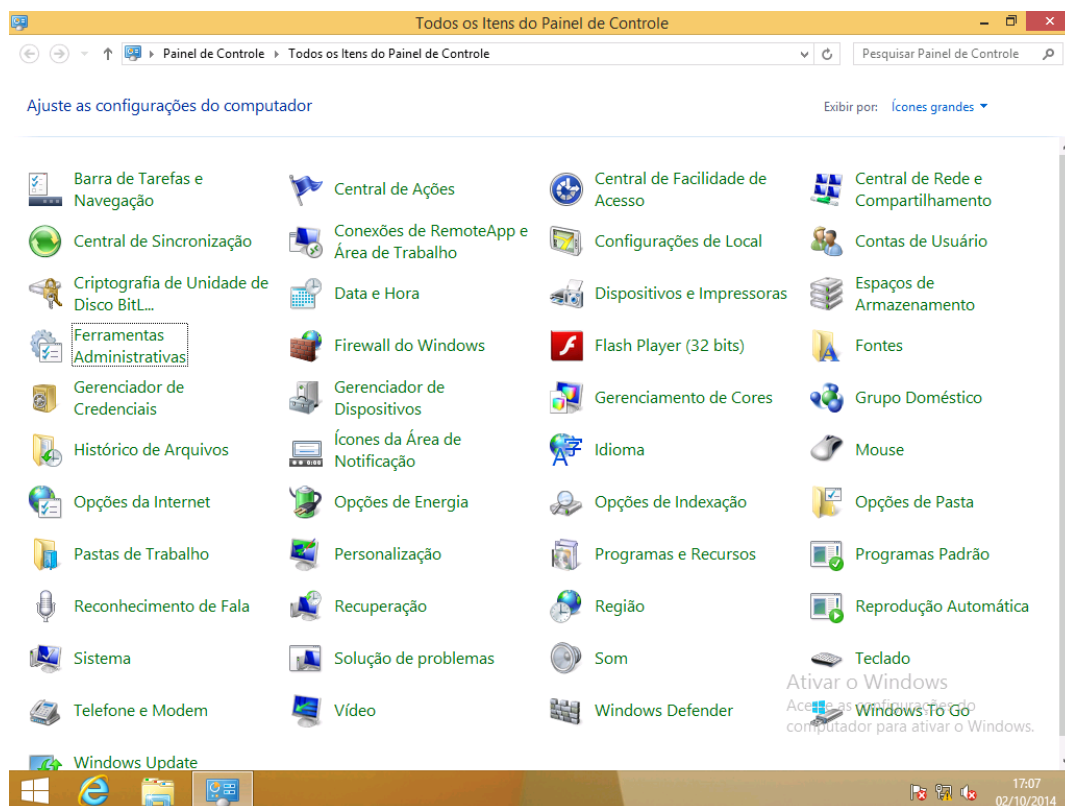 Todos os Itens do Painel de Controle
Painel de Controle Todos os Itens do Painel de Controle
Pesquisar Painel de Controle
Ajuste as configurações do computador
Exibir por: Ícones grandes
Barra de Tarefas e
Navegação
Central de Ações
Central de Facilidade de
Acesso
Central de Rede e
Compartilhamento
Central de Sincronização
Conexões de RemoteApp e
Área de Trabalho
Configurações de Local
Contas de Usuário
Criptografia de Unidade de
Disco BitL...
Data e Hora
Dispositivos e Impressoras
Espaços de
Armazenamento
Ferramentas
Administrativas
Firewall do Windows
Flash Player (32 bits)
Fontes
Gerenciador de
Credenciais
Gerenciador de
Dispositivos
Gerenciamento de Cores
Grupo Doméstico
Histórico de Arquivos
Ícones da Área de
Notificação
Idioma
Mouse
Opções da Internet
Opções de Energia
Opções de Indexação
Opções de Pasta
Pastas de Trabalho
Personalização
Programas e Recursos
Programas Padrão
Reconhecimento de Fala
Recuperação
Região
Reprodução Automática
Sistema
Solução de problemas
Som
Teclado
Telefone e Modem
Vídeo
Windows Defender
Windows To Go
Windows Update
Ativar o Windows
as configurações do
computador para ativar o Windows.
17:07
02/10/2014